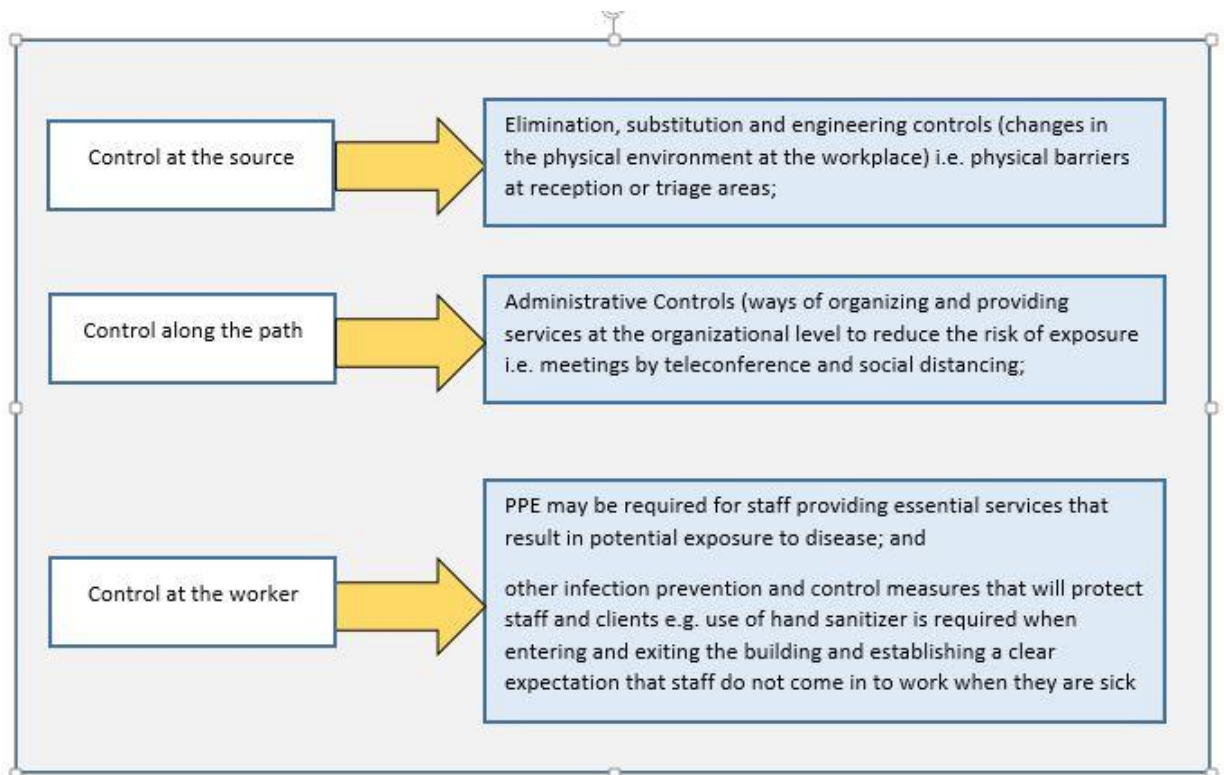 Control at the source
Elimination, substitution and engineering controls (changes in
the physical environment at the workplace) i.e. physical barriers
at reception or triage areas;
Control along the path
Administrative Controls (ways of organizing and providing
services at the organizational level to reduce the risk of exposure
i.e. meetings by teleconference and social distancing;
Control at the worker
PPE may be required for staff providing essential services that
result in potential exposure to disease; and
other infection prevention and control measures that will protect
staff and clients e.g. use of hand sanitizer is required when
entering and exiting the building and establishing a clear
expectation that staff do not come in to work when they are sick